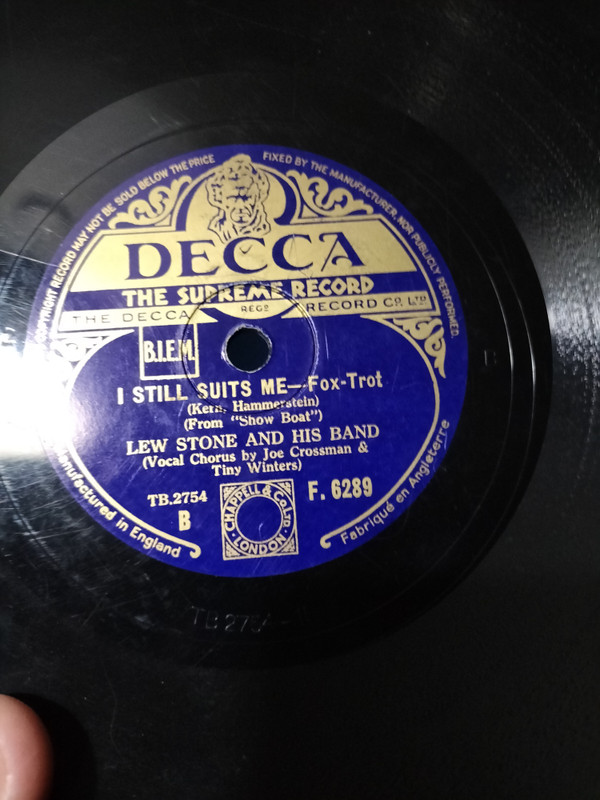 COPYRIGHT RECORD MAY NOT BE SOLD BELOW THE PRICE FIXED BY THE MANUFACTURER, NOR PUBLICLY PERFORMED.
DECCA
THE SUPREME RECORD
THE DECCA REGD RECORD CO. LTD.
B.I.E.M.
I STILL SUITS ME—Fox-Trot
(Kern, Hammerstein)
(From "Show Boat")
LEW STONE AND HIS BAND
(Vocal Chorus by Joe Crossman &
Tiny Winters)
TB.2754
B
F. 6289
CHAPPELL & Co. LTD.
LONDON
Manufactured in England
Fabriqué en Angleterre
TB 2754